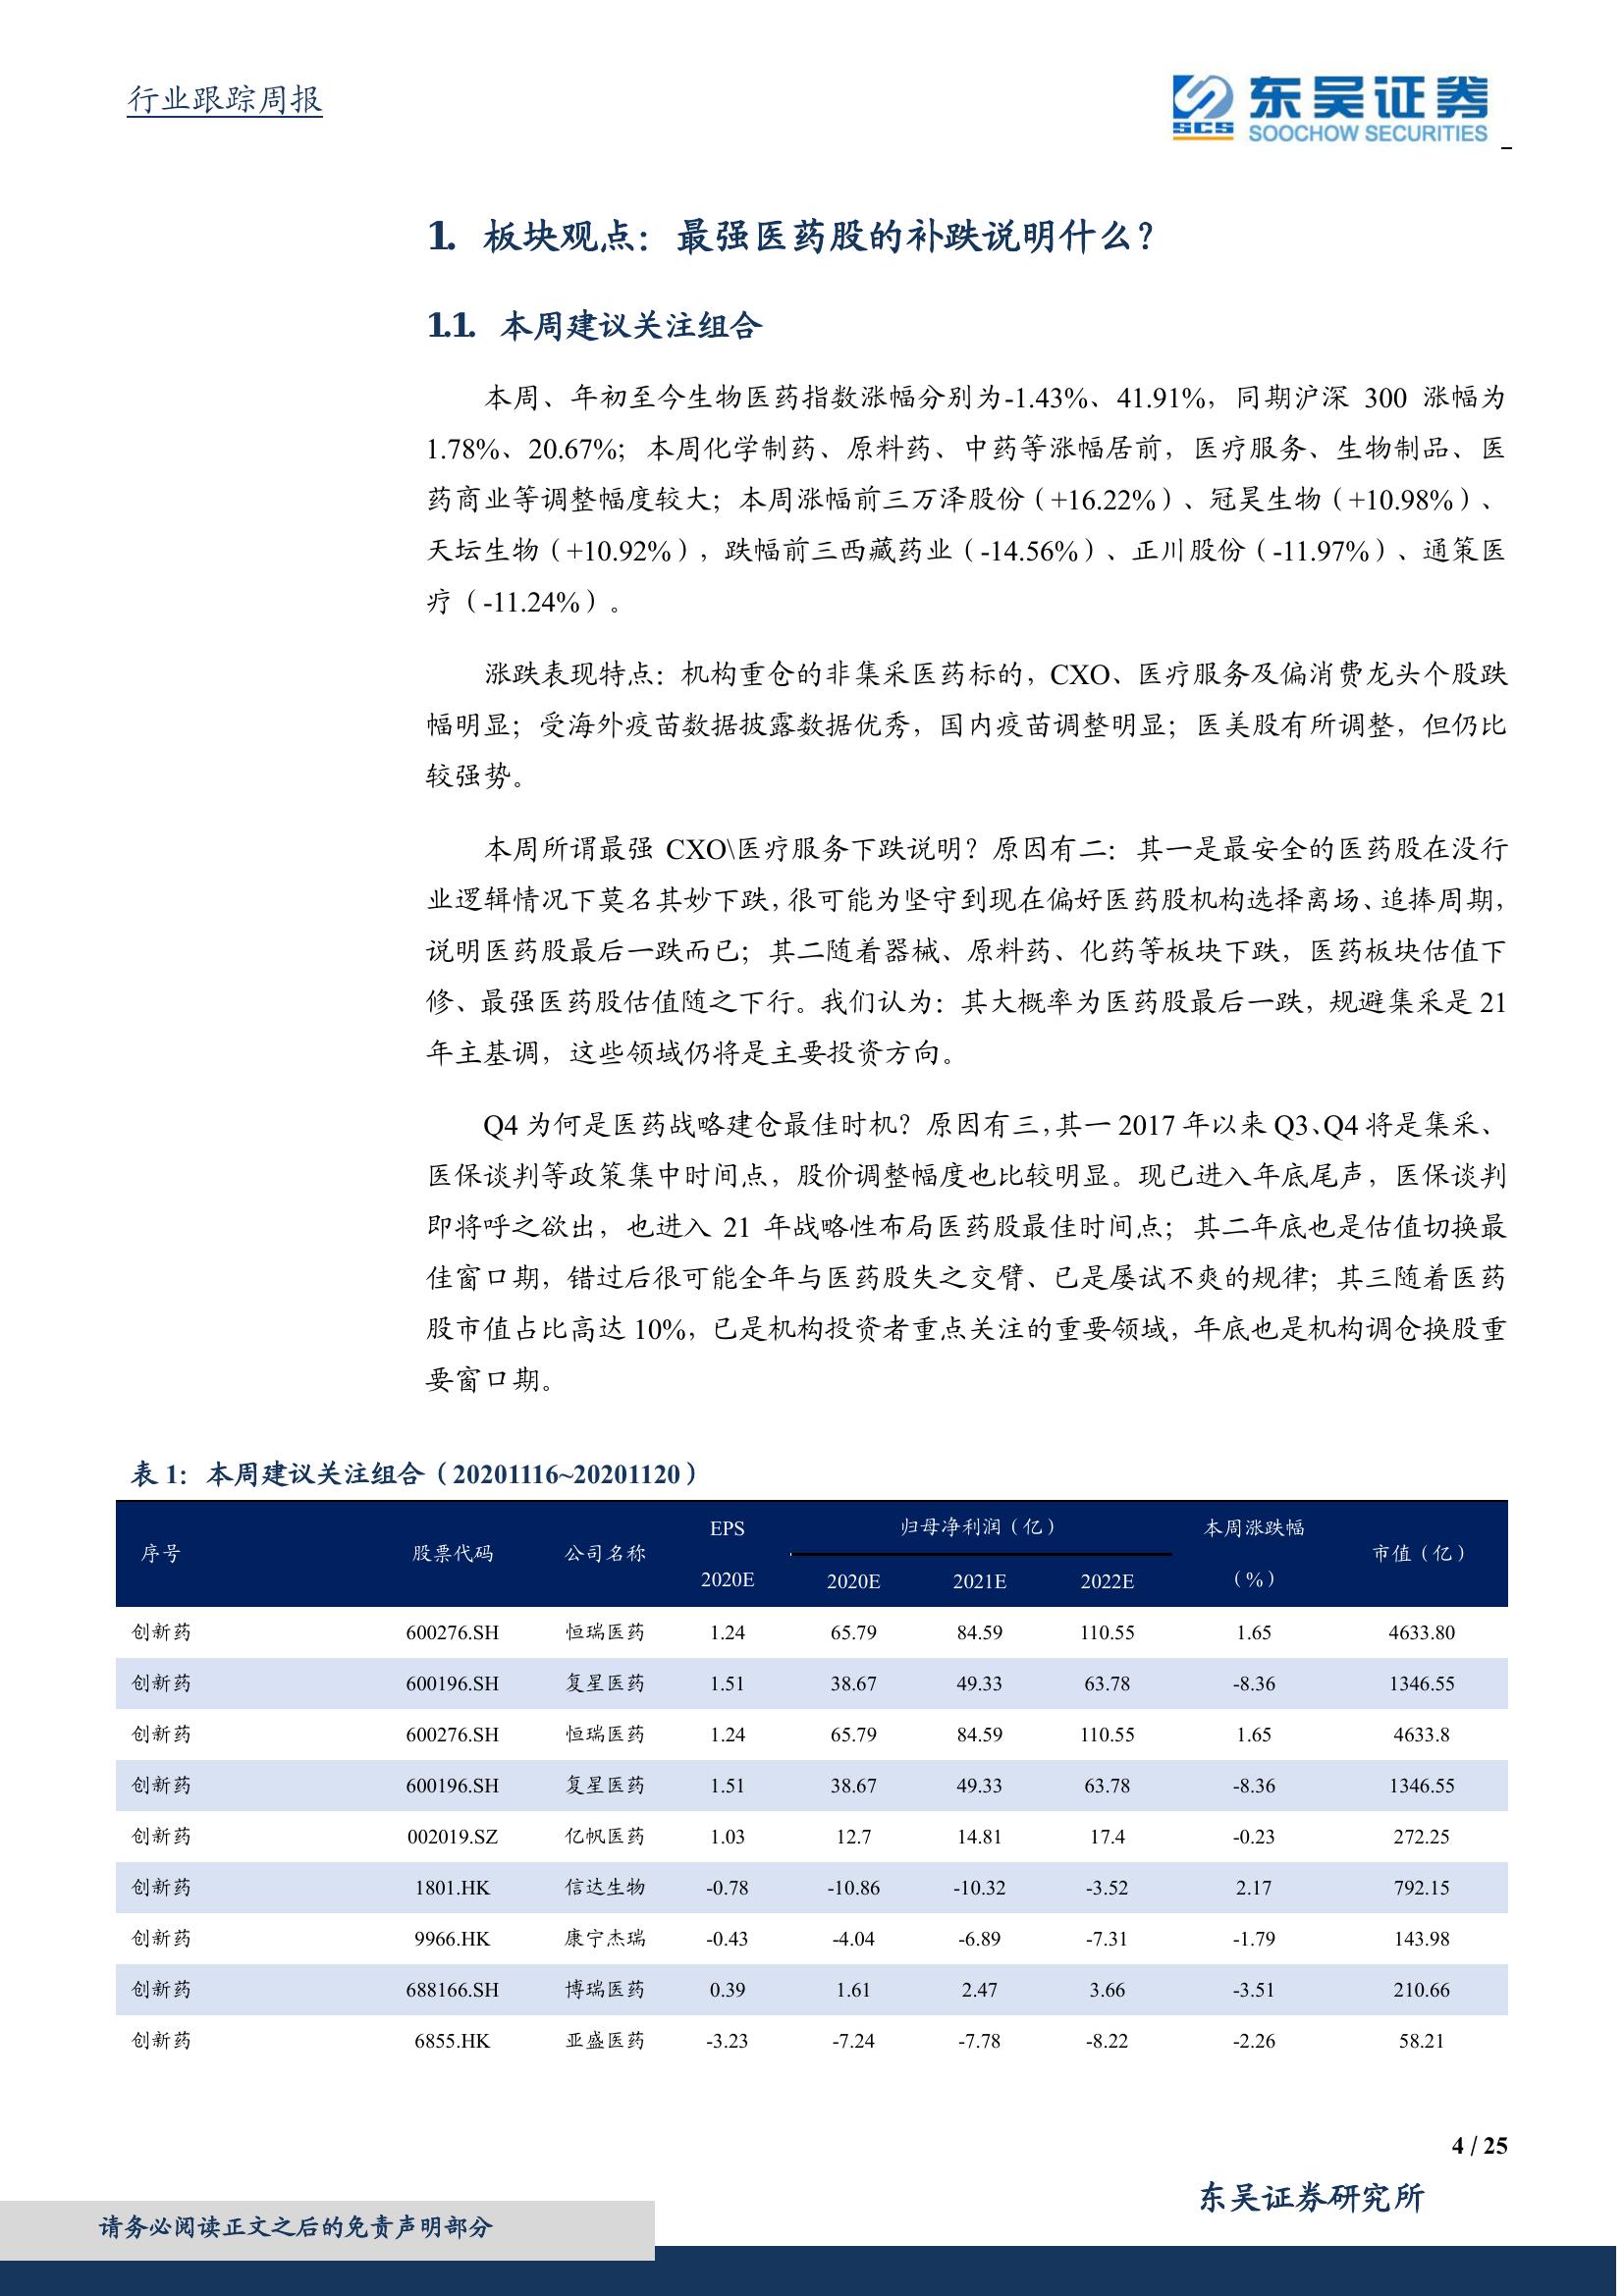 行业跟踪周报
SCS 东吴证券
SOOCHOW SECURITIES
1. 板块观点：最强医药股的补跌说明什么？
1.1. 本周建议关注组合
本周、年初至今生物医药指数涨幅分别为-1.43%、41.91%，同期沪深 300 涨幅为
1.78%、20.67%；本周化学制药、原料药、中药等涨幅居前，医疗服务、生物制品、医
药商业等调整幅度较大；本周涨幅前三万泽股份（+16.22%）、冠昊生物（+10.98%）、
天坛生物（+10.92%），跌幅前三西藏药业（-14.56%）、正川股份（-11.97%）、通策医
疗（-11.24%）。
涨跌表现特点：机构重仓的非集采医药标的，CXO、医疗服务及偏消费龙头个股跌
幅明显；受海外疫苗数据披露数据优秀，国内疫苗调整明显；医美股有所调整，但仍比
较强势。
本周所谓最强 CXO\医疗服务下跌说明？原因有二：其一是最安全的医药股在没行
业逻辑情况下莫名其妙下跌，很可能为坚守到现在偏好医药股机构选择离场、追捧周期，
说明医药股最后一跌而已；其二随着器械、原料药、化药等板块下跌，医药板块估值下
修、最强医药股估值随之下行。我们认为：其大概率为医药股最后一跌，规避集采是 21
年主基调，这些领域仍将是主要投资方向。
Q4 为何是医药战略建仓最佳时机？原因有三，其一 2017 年以来 Q3、Q4 将是集采、
医保谈判等政策集中时间点，股价调整幅度也比较明显。现已进入年底尾声，医保谈判
即将呼之欲出，也进入 21 年战略性布局医药股最佳时间点；其二年底也是估值切换最
佳窗口期，错过后很可能全年与医药股失之交臂、已是屡试不爽的规律；其三随着医药
股市值占比高达 10%，已是机构投资者重点关注的重要领域，年底也是机构调仓换股重
要窗口期。
表 1：本周建议关注组合（20201116~20201120）
序号 股票代码 公司名称 EPS 2020E 归母净利润（亿） 本周涨跌幅（%） 市值（亿）
2020E 2021E 2022E
创新药 600276.SH 恒瑞医药 1.24 65.79 84.59 110.55 1.65 4633.80
创新药 600196.SH 复星医药 1.51 38.67 49.33 63.78 -8.36 1346.55
创新药 600276.SH 恒瑞医药 1.24 65.79 84.59 110.55 1.65 4633.8
创新药 600196.SH 复星医药 1.51 38.67 49.33 63.78 -8.36 1346.55
创新药 002019.SZ 亿帆医药 1.03 12.7 14.81 17.4 -0.23 272.25
创新药 1801.HK 信达生物 -0.78 -10.86 -10.32 -3.52 2.17 792.15
创新药 9966.HK 康宁杰瑞 -0.43 -4.04 -6.89 -7.31 -1.79 143.98
创新药 688166.SH 博瑞医药 0.39 1.61 2.47 3.66 -3.51 210.66
创新药 6855.HK 亚盛医药 -3.23 -7.24 -7.78 -8.22 -2.26 58.21
4 / 25
东吴证券研究所
请务必阅读正文之后的免责声明部分